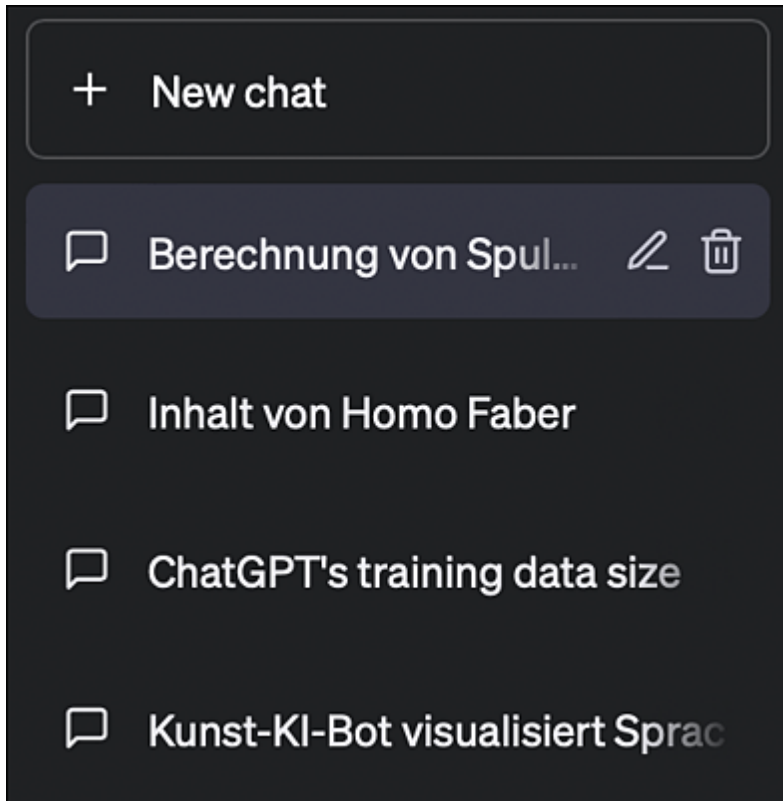 New chat
Berechnung von Spul...
Inhalt von Homo Faber
ChatGPT's training data size
Kunst-KI-Bot visualisiert Sprac